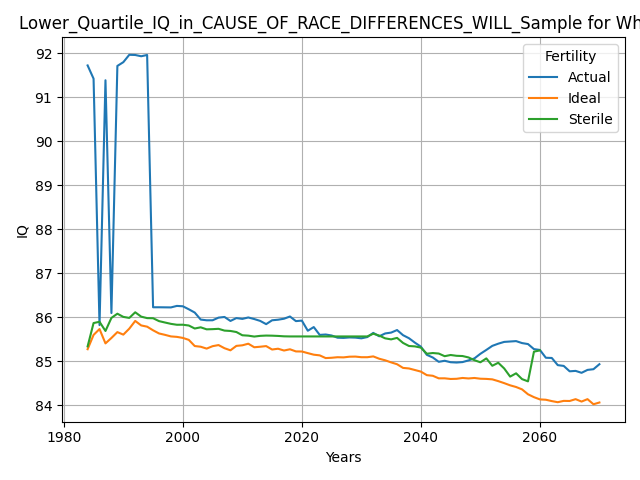 Lower_Quartile_IQ_in_CAUSE_OF_RACE_DIFFERENCES_WILL_Sample for Wh
Fertility
Actual
Ideal
Sterile
92
91
90
89
88
87
86
85
84
IQ
1980
2000
2020
2040
2060
Years